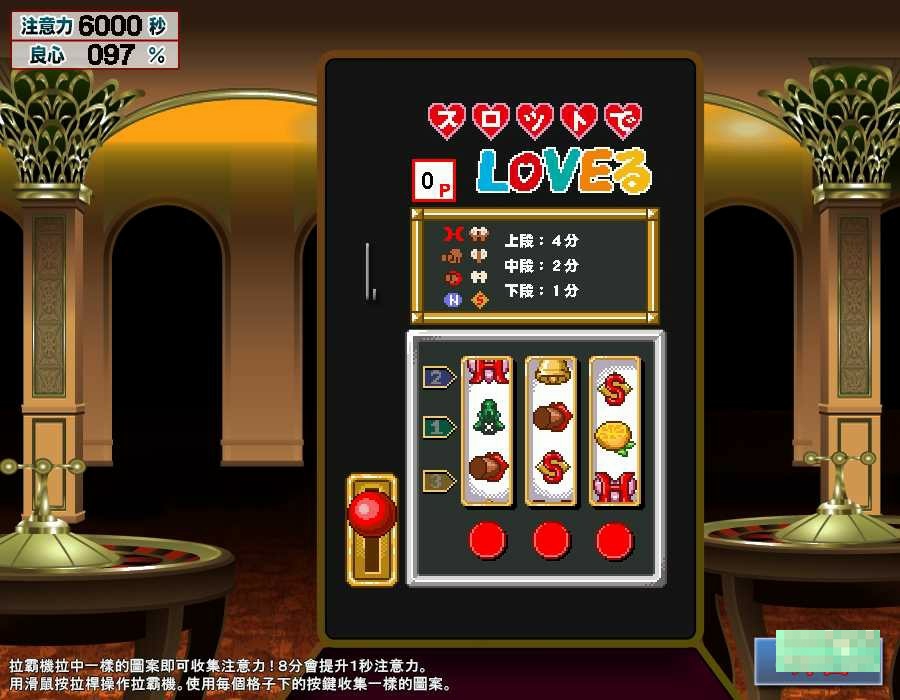 注意力 6000 秒
良心 097 %
スロットで
LOVEる
0 P
上段：4分
中段：2分
下段：1分
N S
2
1
3
S
S
拉霸機拉中一樣的圖案即可收集注意力！8分會提升1秒注意力。
用滑鼠按拉桿操作拉霸機。使用每個格子下的按鍵收集一樣的圖案。